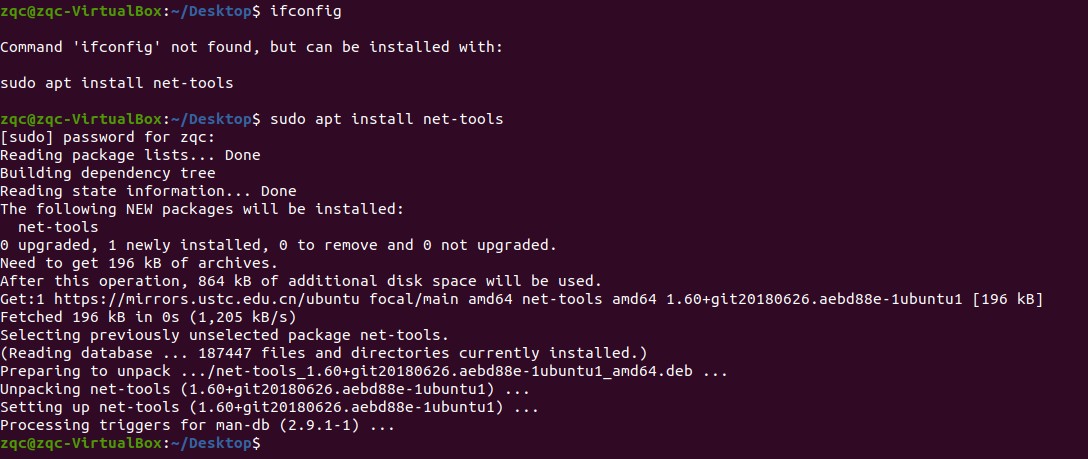 zqc@zqc-VirtualBox:~/Desktop$ ifconfig
Command 'ifconfig' not found, but can be installed with:
sudo apt install net-tools
zqc@zqc-VirtualBox:~/Desktop$ sudo apt install net-tools
[sudo] password for zqc:
Reading package lists... Done
Building dependency tree
Reading state information... Done
The following NEW packages will be installed:
  net-tools
0 upgraded, 1 newly installed, 0 to remove and 0 not upgraded.
Need to get 196 kB of archives.
After this operation, 864 kB of additional disk space will be used.
Get:1 https://mirrors.ustc.edu.cn/ubuntu focal/main amd64 net-tools amd64 1.60+git20180626.aebd88e-1ubuntu1 [196 kB]
Fetched 196 kB in 0s (1,205 kB/s)
Selecting previously unselected package net-tools.
(Reading database ... 187447 files and directories currently installed.)
Preparing to unpack .../net-tools_1.60+git20180626.aebd88e-1ubuntu1_amd64.deb ...
Unpacking net-tools (1.60+git20180626.aebd88e-1ubuntu1) ...
Setting up net-tools (1.60+git20180626.aebd88e-1ubuntu1) ...
Processing triggers for man-db (2.9.1-1) ...
zqc@zqc-VirtualBox:~/Desktop$